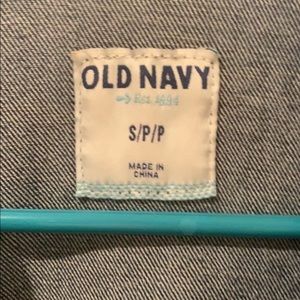 OLD NAVY
Est. 1994
S/P/P
MADE IN
CHINA